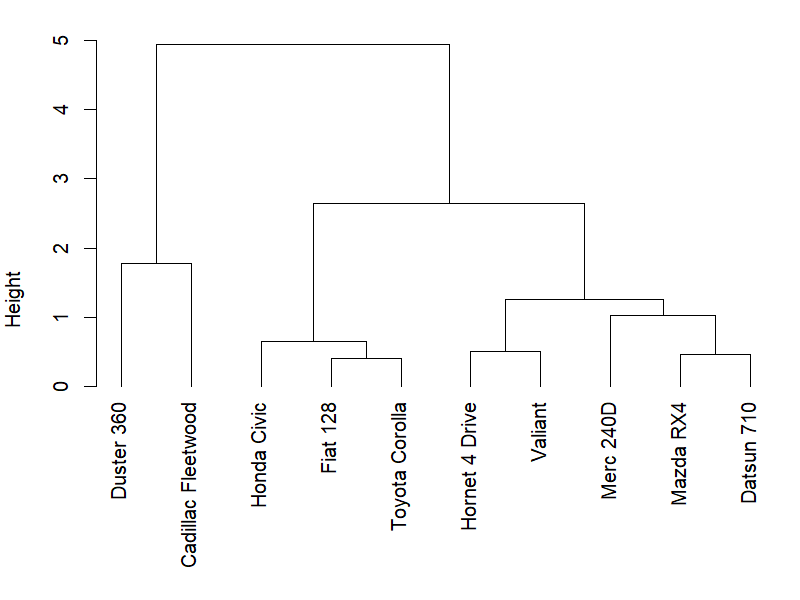 5
4
3
2
1
0
Height
Duster 360
Cadillac Fleetwood
Honda Civic
Fiat 128
Toyota Corolla
Hornet 4 Drive
Valiant
Merc 240D
Mazda RX4
Datsun 710